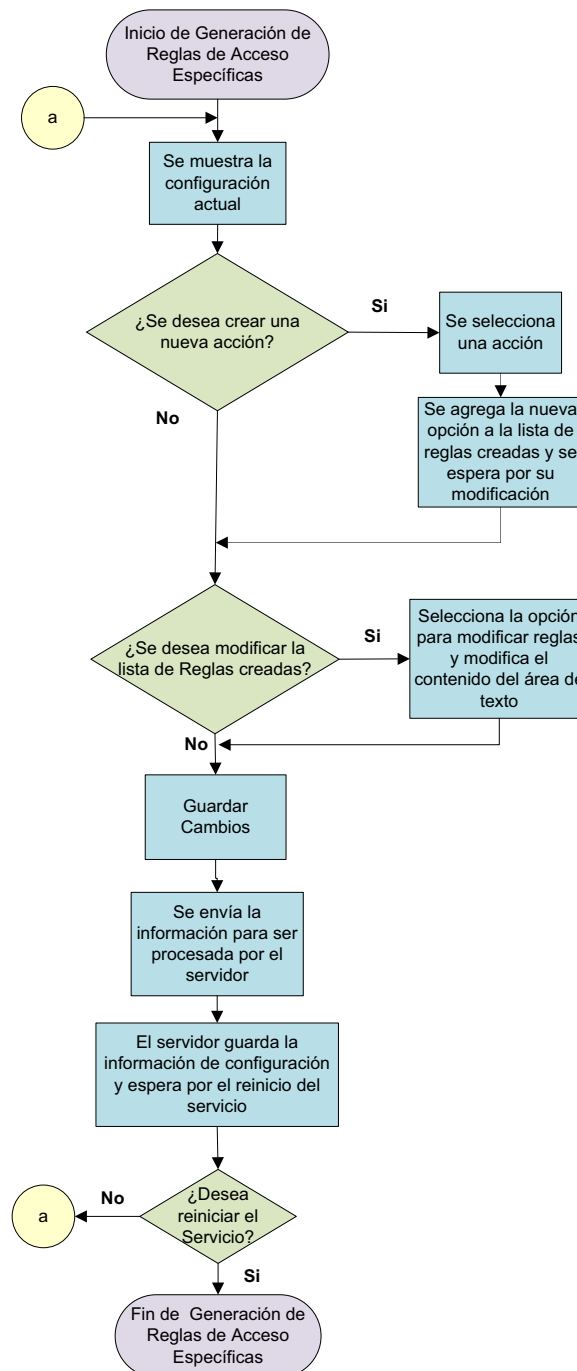 Inicio de Generación de
Reglas de Acceso
Específicas
a
Se muestra la
configuración
actual
¿Se desea crear una
nueva acción?
Si
Se selecciona
una acción
No
Se agrega la nueva
opción a la lista de
reglas creadas y se
espera por su
modificación
¿Se desea modificar la
lista de Reglas creadas?
Si
Selecciona la opción
para modificar reglas
y modifica el
contenido del área de
texto
No
Guardar
Cambios
Se envía la
información para ser
procesada por el
servidor
El servidor guarda la
información de configuración
y espera por el reinicio del
servicio
¿Desea
reiniciar el
Servicio?
No
a
Si
Fin de Generación de
Reglas de Acceso
Específicas